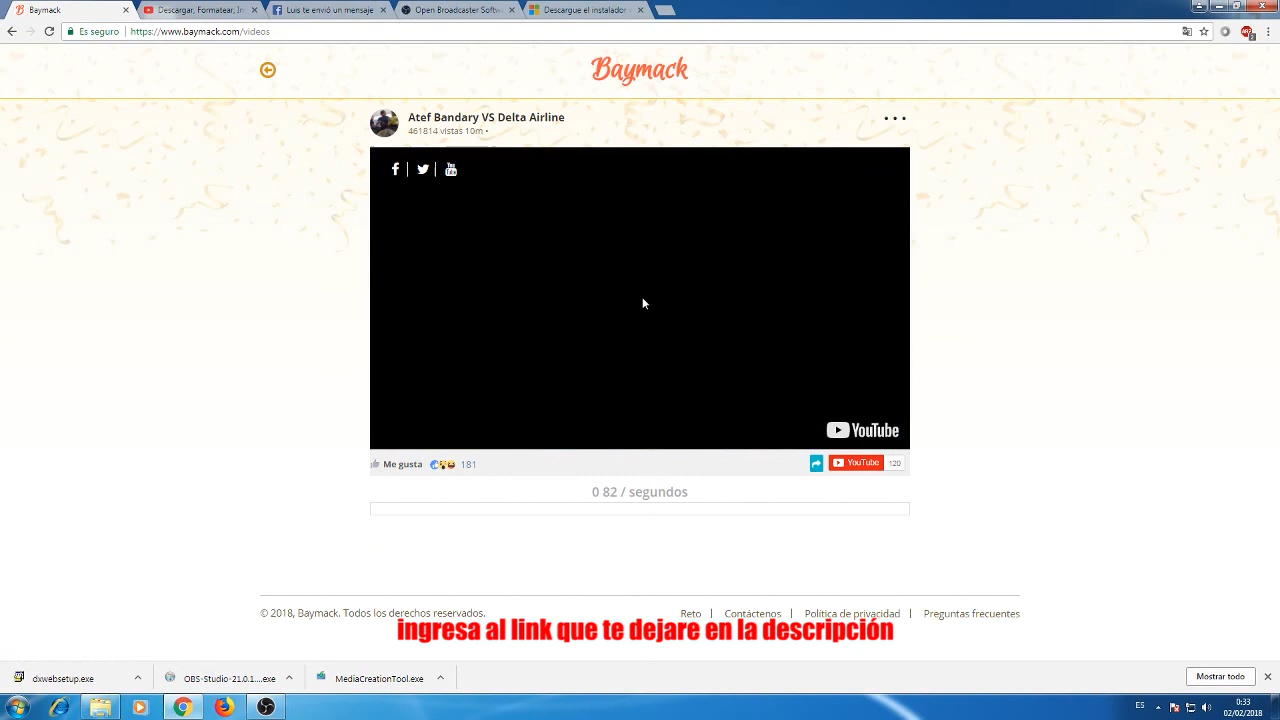 Baymack
Descargar, Formatear, In
Luis te envió un mensaje
Open Broadcaster Softw
Descargue el instalador
Es seguro
https://www.baymack.com/videos
Baymack
Atef Bandary VS Delta Airline
461814 vistas 10m •
YouTube
Me gusta
181
YouTube
120
0 82 / segundos
© 2018, Baymack. Todos los derechos reservados.
Reto | Contáctenos | Política de privacidad | Preguntas frecuentes
ingresa al link que te dejare en la descripción
dxwebsetup.exe
OBS-Studio-21.0.1....exe
MediaCreationTool.exe
Mostrar todo
ES
0:33
02/02/2018